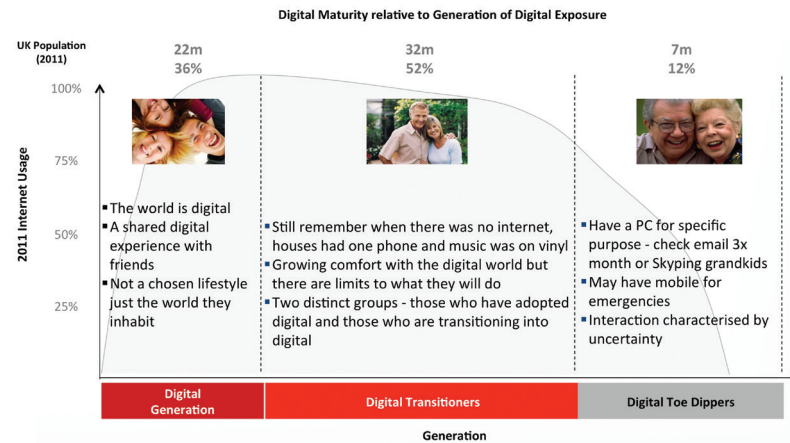 Digital Maturity relative to Generation of Digital Exposure
UK Population
(2011)
22m
36%
32m
52%
7m
12%
100%
75%
50%
25%
2011 Internet Usage
▪The world is digital
▪A shared digital
experience with
friends
▪Not a chosen lifestyle
just the world they
inhabit
▪Still remember when there was no internet,
houses had one phone and music was on vinyl
▪Growing comfort with the digital world but
there are limits to what they will do
▪Two distinct groups - those who have adopted
digital and those who are transitioning into
digital
▪Have a PC for specific
purpose - check email 3x
month or Skyping grandkids
▪May have mobile for
emergencies
▪Interaction characterised by
uncertainty
Digital
Generation
Digital Transitioners
Digital Toe Dippers
Generation